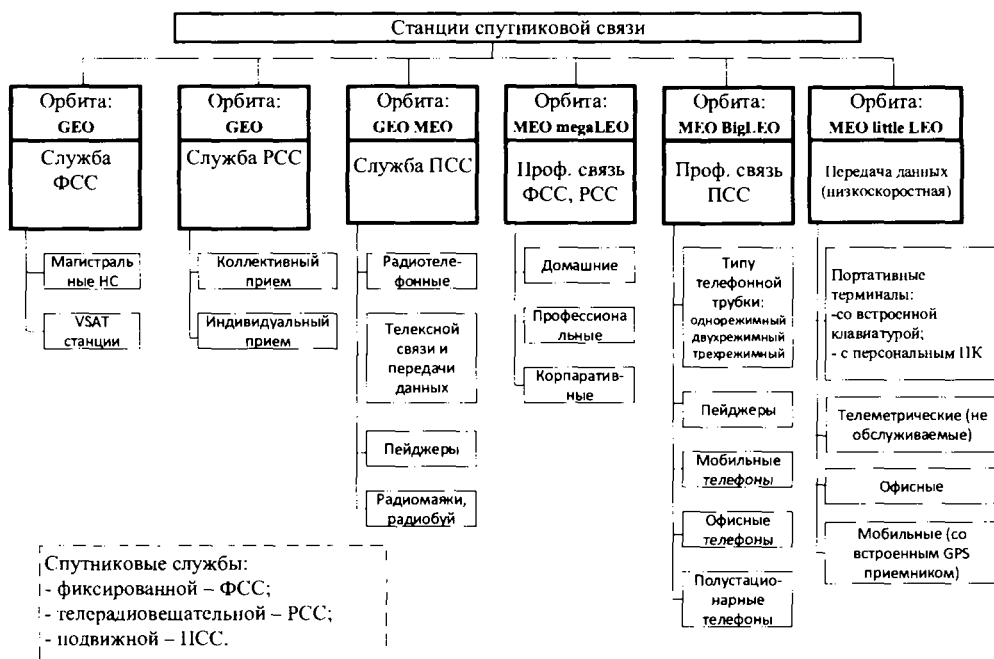 Станции спутниковой связи
Орбита:
GEO
Служба
ФСС
Магистраль
ные НС
VSAT
станции
Орбита:
GEO
Служба РСС
Коллективный
прием
Индивидуальный
прием
Орбита:
GEO MEO
Служба ПСС
Радиотеле-
фонные
Телексной
связи и
передачи
данных
Пейджеры
Радиомаяки,
радиобуй
Орбита:
MEO megaLEO
Проф. связь
ФСС, РСС
Домашние
Профессиона
льные
Корпаратив-
ные
Орбита:
MEO BigLEO
Проф. связь
ПСС
Типу
телефонной
трубки:
однорежимный
двухрежимный
трехрежимный
Пейджеры
Мобильные
телефоны
Офисные
телефоны
Полустацио-
нарные
телефоны
Орбита:
MEO little LEO
Передача данных
(низкоскоростная)
Портативные
терминалы:
-со встроенной
клавиатурой;
- с персональным ПК
Телеметрические (не
обслуживаемые)
Офисные
Мобильные (со
встроенным GPS
приемником)
Спутниковые службы:
- фиксированной – ФСС;
- телерадиовещательной – РСС;
- подвижной – ПСС.